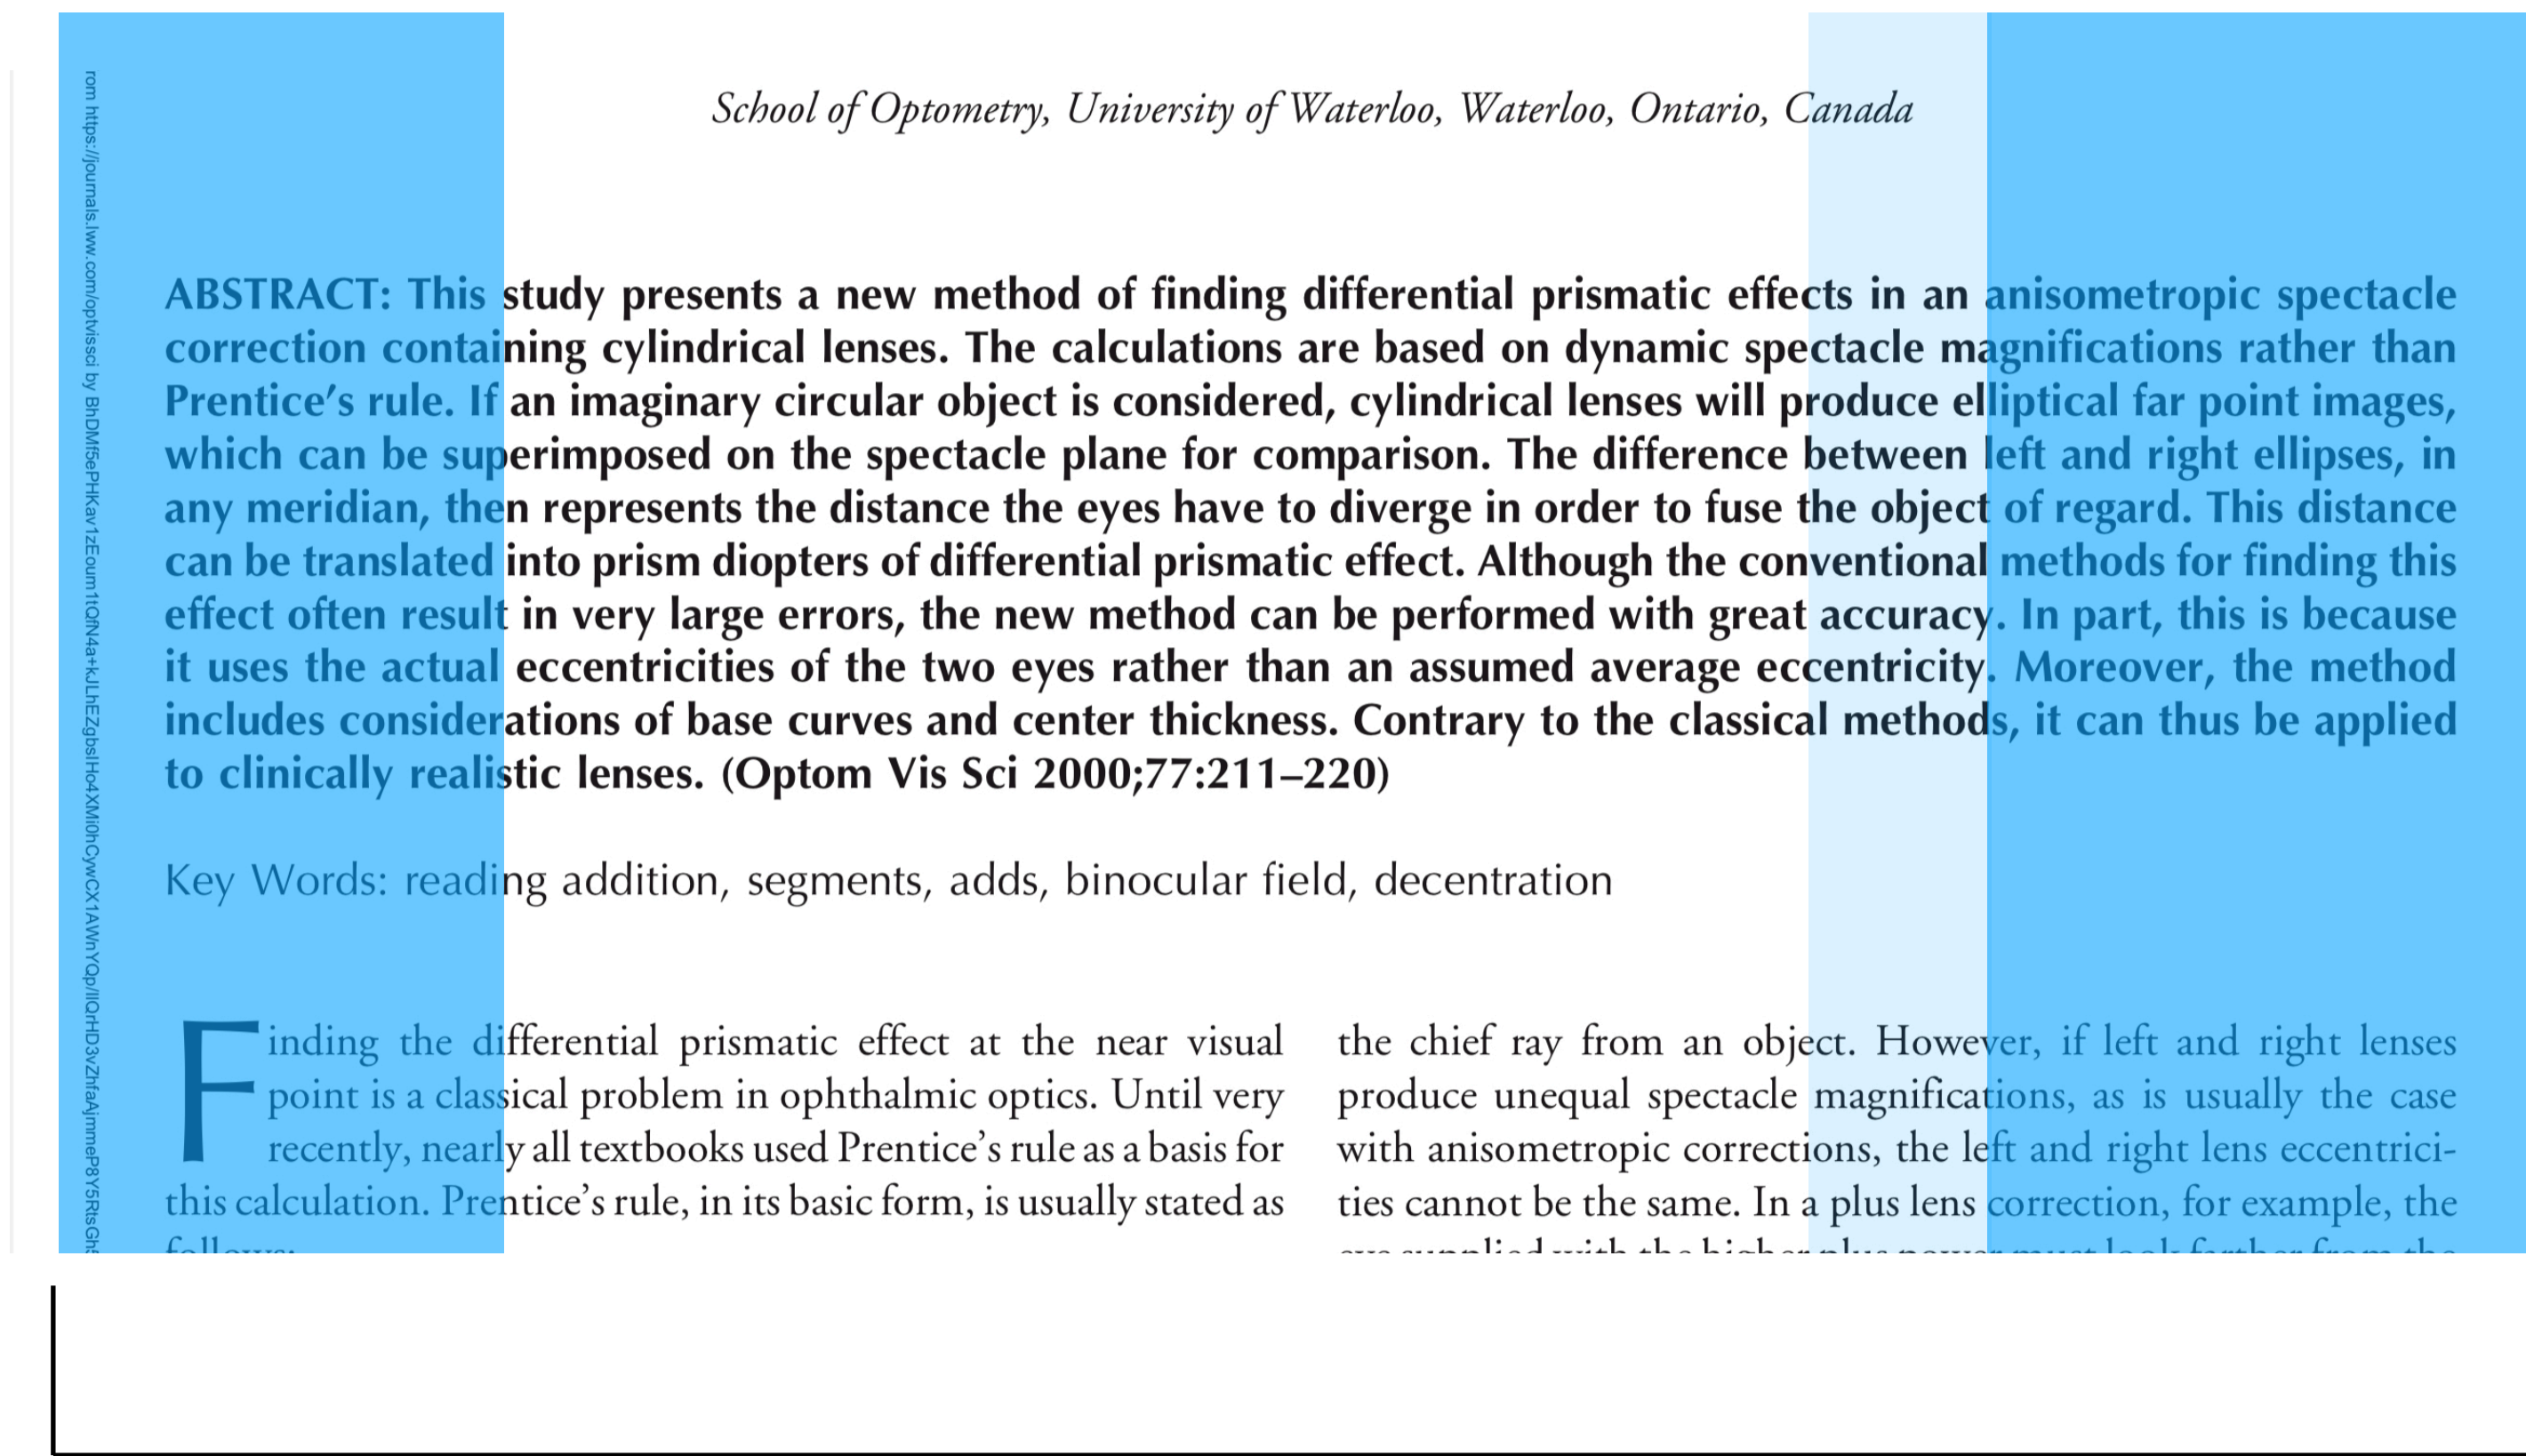 School of Optometry, University of Waterloo, Waterloo, Ontario, Canada
ABSTRACT: This study presents a new method of finding differential prismatic effects in an anisometropic spectacle
correction containing cylindrical lenses. The calculations are based on dynamic spectacle magnifications rather than
Prentice’s rule. If an imaginary circular object is considered, cylindrical lenses will produce elliptical far point images,
which can be superimposed on the spectacle plane for comparison. The difference between left and right ellipses, in
any meridian, then represents the distance the eyes have to diverge in order to fuse the object of regard. This distance
can be translated into prism diopters of differential prismatic effect. Although the conventional methods for finding this
effect often result in very large errors, the new method can be performed with great accuracy. In part, this is because
it uses the actual eccentricities of the two eyes rather than an assumed average eccentricity. Moreover, the method
includes considerations of base curves and center thickness. Contrary to the classical methods, it can thus be applied
to clinically realistic lenses. (Optom Vis Sci 2000;77:211–220)
Key Words: reading addition, segments, adds, binocular field, decentration
Finding the differential prismatic effect at the near visual
point is a classical problem in ophthalmic optics. Until very
recently, nearly all textbooks used Prentice’s rule as a basis for
this calculation. Prentice’s rule, in its basic form, is usually stated as
follows:
the chief ray from an object. However, if left and right lenses
produce unequal spectacle magnifications, as is usually the case
with anisometropic corrections, the left and right lens eccentrici-
ties cannot be the same. In a plus lens correction, for example, the
eye supplied with the higher plus power must look farther from the
rom https://journals.lww.com/optvissci by